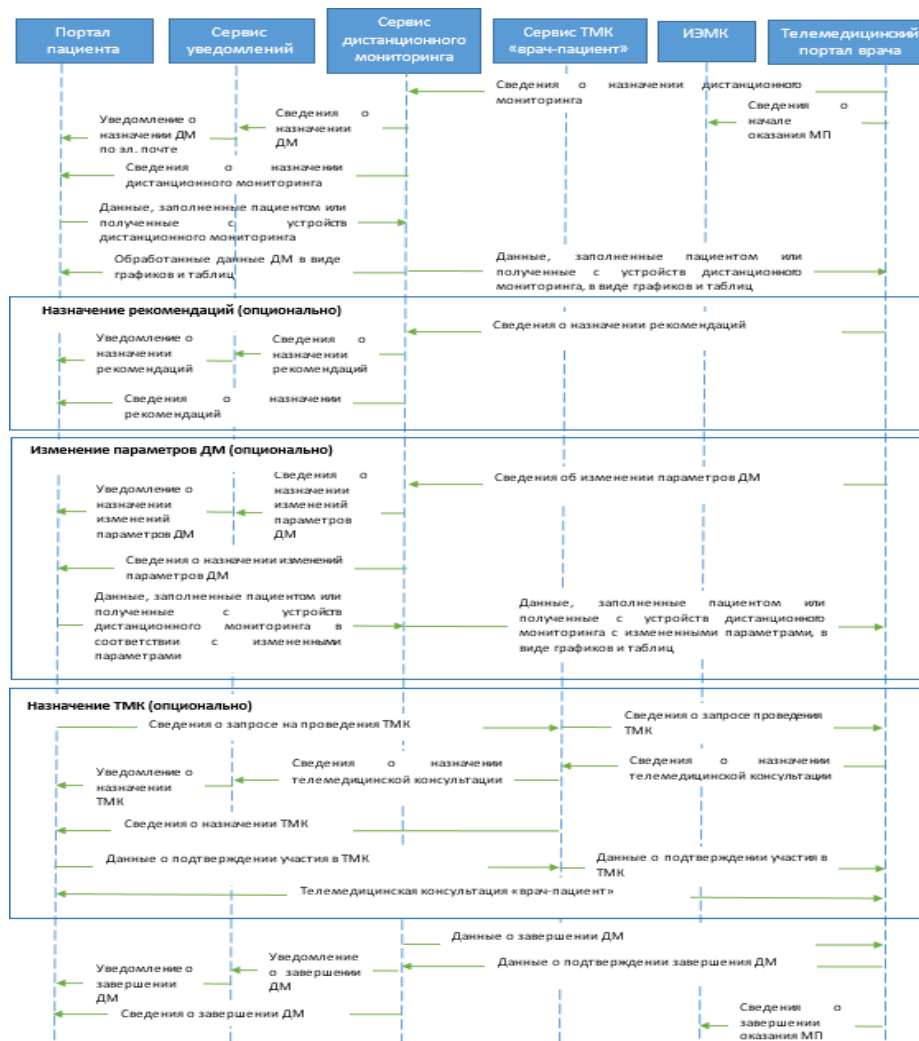 Портал
пациента
Сервис
уведомлений
Сервис
дистанционного
мониторинга
Сервис ТМК
«врач-пациент»
ИЭМК
Телемедицинский
портал врача
Сведения о назначении дистанционного
мониторинга
Сведения о
начале
оказания МП
Уведомление о
назначении ДМ
по эл. почте
Сведения о
назначении
ДМ
Сведения о назначении
дистанционного мониторинга
Данные, заполненные пациентом или
полученные с устройств
дистанционного мониторинга
Обработанные данные ДМ в виде
графиков и таблиц
Данные, заполненные пациентом или
полученные с устройств дистанционного
мониторинга, в виде графиков и таблиц
Назначение рекомендаций (опционально)
Сведения о назначении рекомендаций
Уведомление о
назначении
рекомендаций
Сведения о
назначении
рекомендаций
Сведения о назначении
рекомендаций
Изменение параметров ДМ (опционально)
Сведения об изменении параметров ДМ
Уведомление о
назначении
изменений
параметров ДМ
Сведения о
назначении
изменений
параметров
ДМ
Сведения о назначении изменений
параметров ДМ
Данные, заполненные пациентом или
полученные с устройств
дистанционного мониторинга в
соответствии с измененными
параметрами
Данные, заполненные пациентом или
полученные с устройств дистанционного
мониторинга с измененными параметрами, в
виде графиков и таблиц
Назначение ТМК (опционально)
Сведения о запросе на проведения ТМК
Сведения о запросе проведения
ТМК
Сведения о назначении
телемедицинской консультации
Сведения о назначении
телемедицинской консультации
Уведомление о
назначении
ТМК
Сведения о назначении ТМК
Данные о подтверждении участия в ТМК
Данные о подтверждении участия в
ТМК
Телемедицинская консультация «врач-пациент»
Данные о завершении ДМ
Данные о подтверждении завершения ДМ
Уведомление
о завершении
ДМ
Уведомление о
завершении
ДМ
Сведения о завершении ДМ
Сведения о
завершении
оказания МП